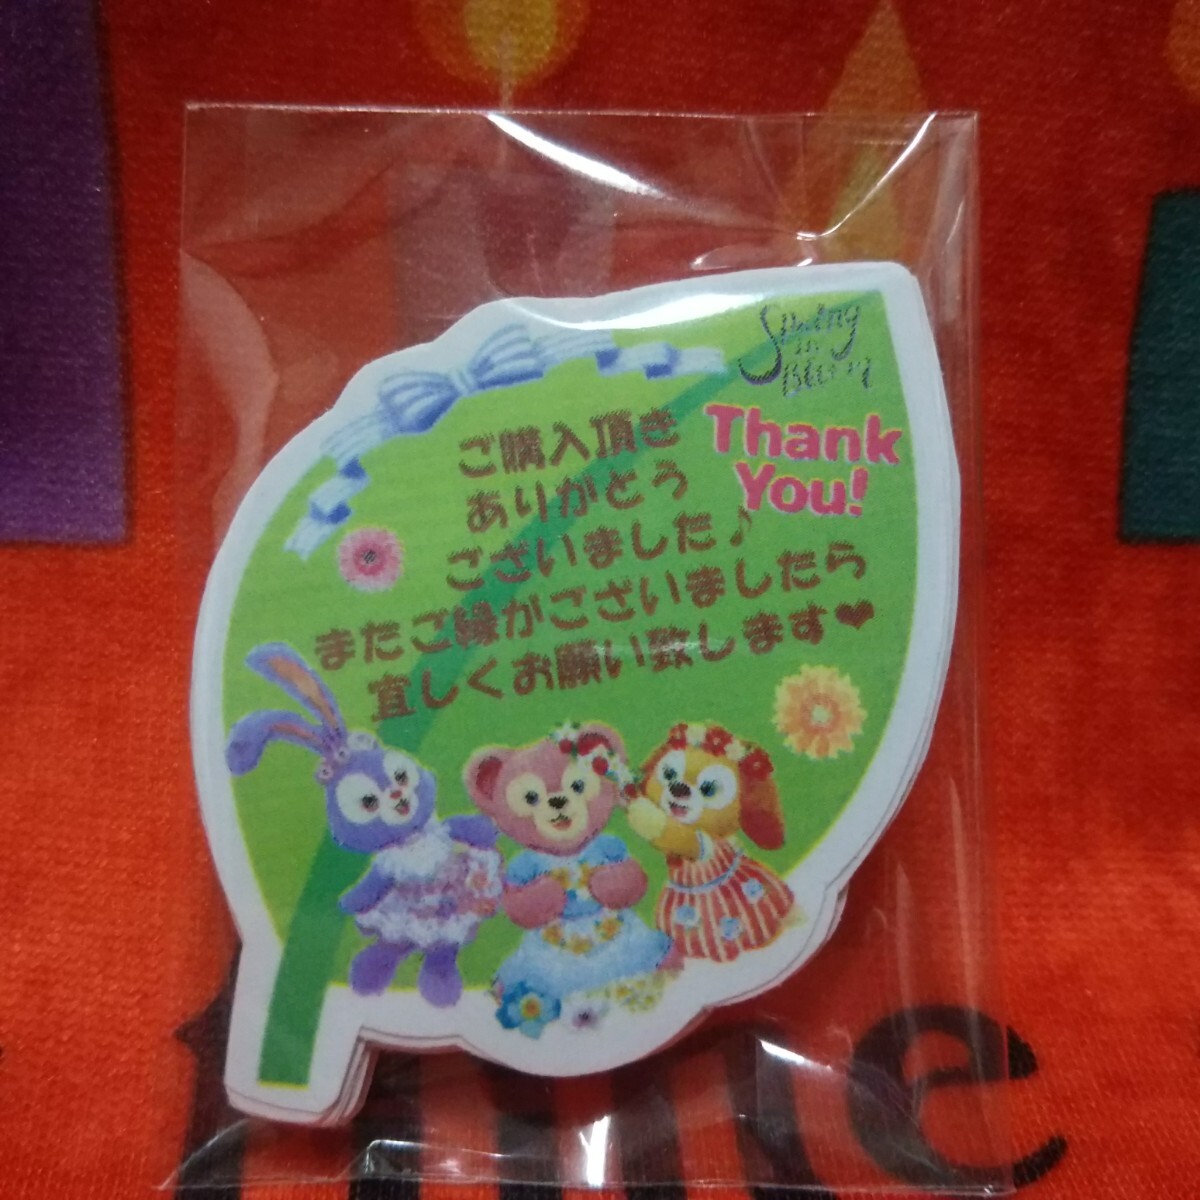 Spring
in
Bloom
Thank
You!
ご購入頂き
ありがとう
ございました♪
またご縁がございましたら
宜しくお願い致します❤
me